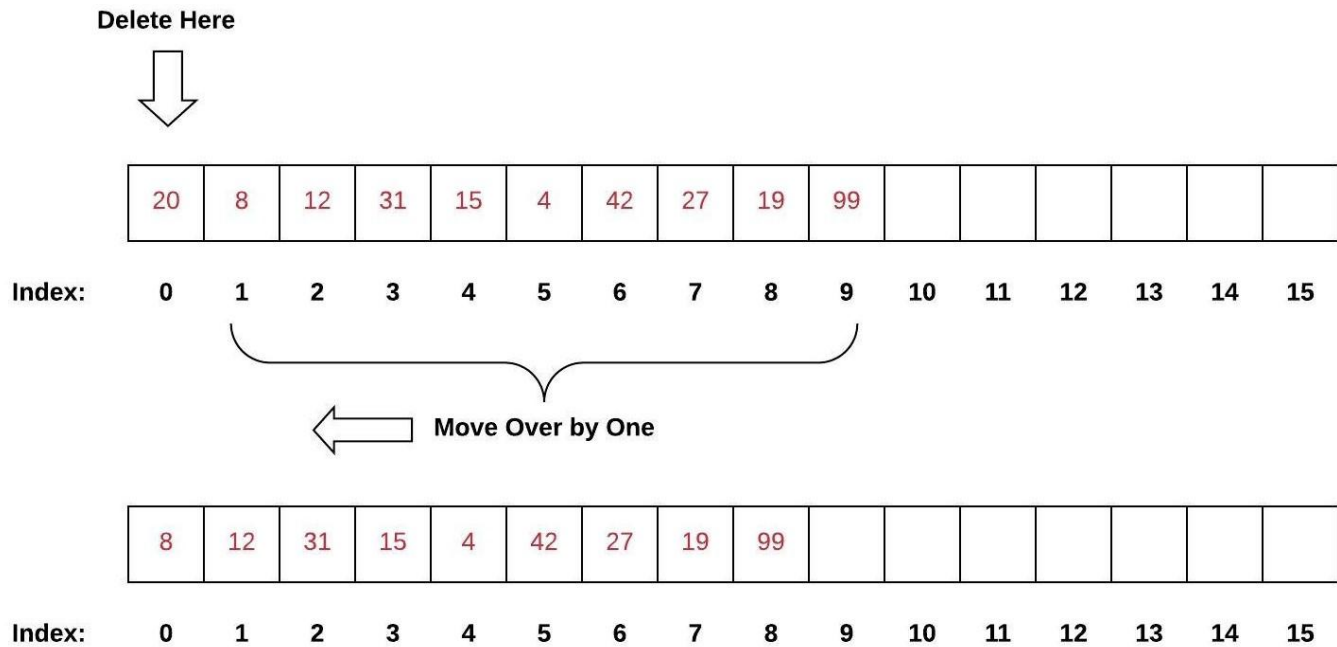 Delete Here
20 8 12 31 15 4 42 27 19 99
Index: 0 1 2 3 4 5 6 7 8 9 10 11 12 13 14 15
Move Over by One
8 12 31 15 4 42 27 19 99
Index: 0 1 2 3 4 5 6 7 8 9 10 11 12 13 14 15